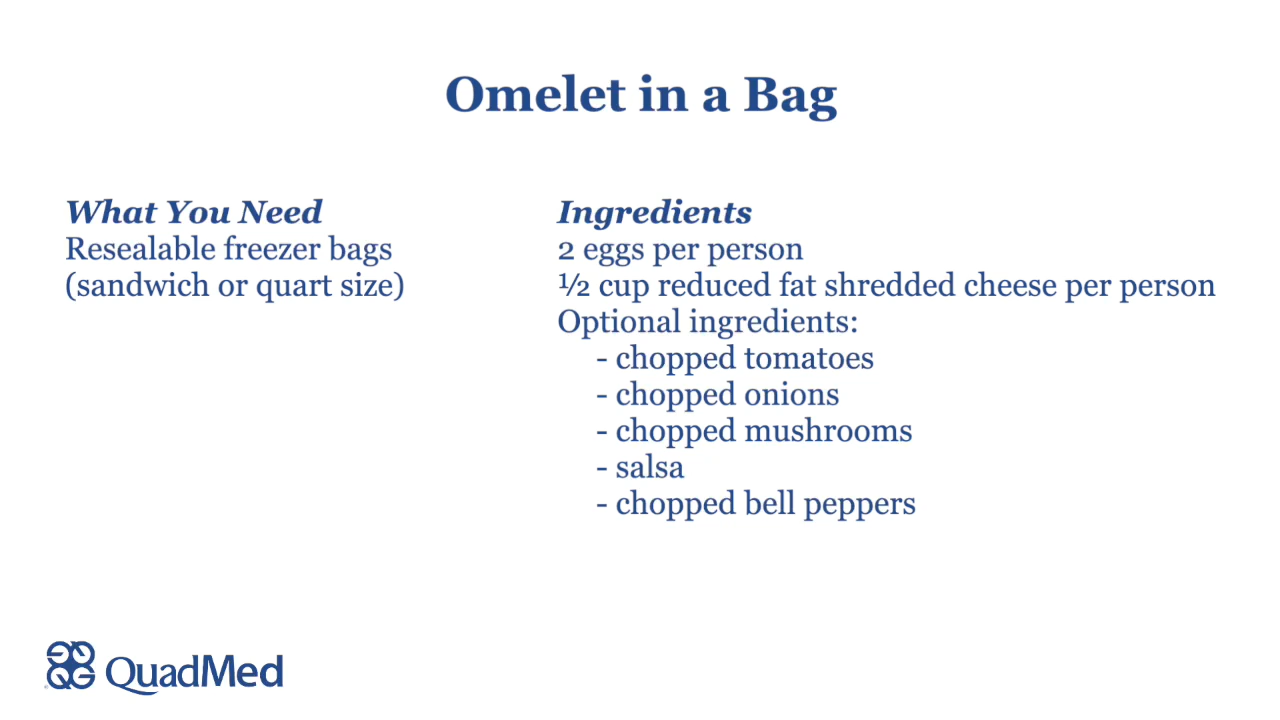 Omelet in a Bag
What You Need
Resealable freezer bags
(sandwich or quart size)
Ingredients
2 eggs per person
½ cup reduced fat shredded cheese per person
Optional ingredients:
- chopped tomatoes
- chopped onions
- chopped mushrooms
- salsa
- chopped bell peppers
QuadMed